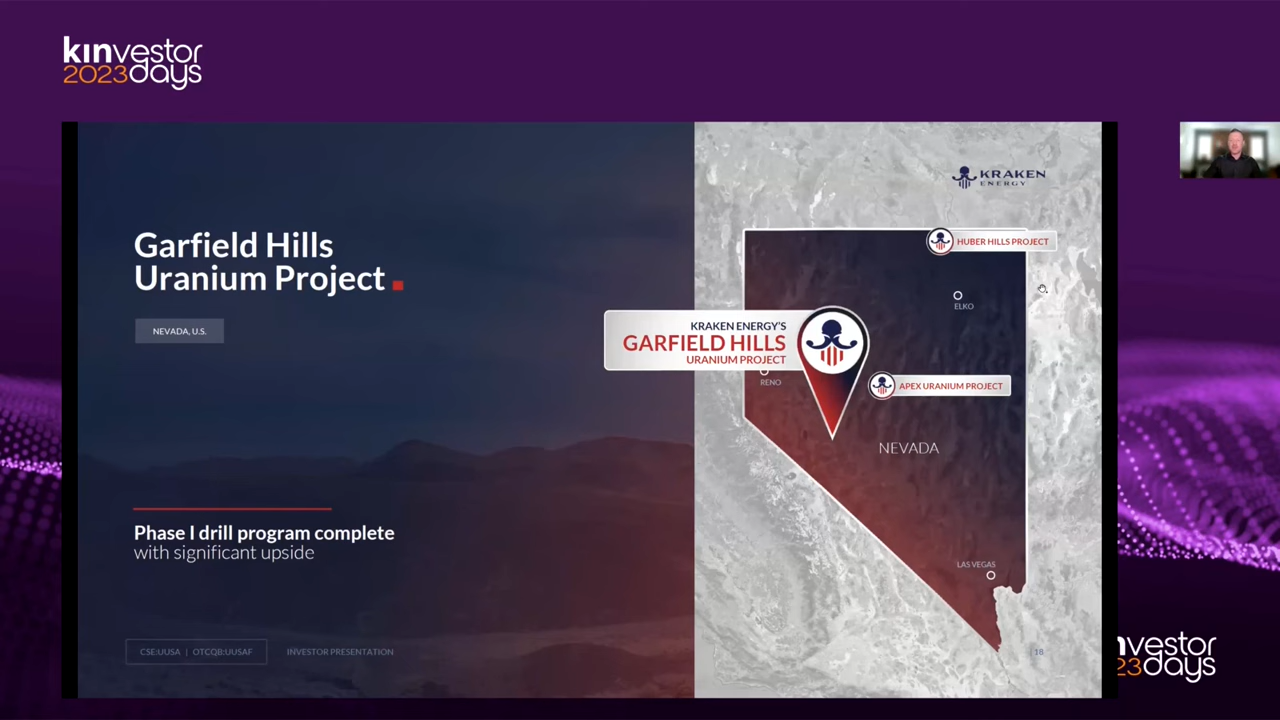 kinvestor
2023days
Garfield Hills
Uranium Project
NEVADA, U.S.
Phase I drill program complete
with significant upside
CSE:UUSA | OTCQB:UUSAF
INVESTOR PRESENTATION
KRAKEN
ENERGY
HUBER HILLS PROJECT
ELKO
KRAKEN ENERGY'S
GARFIELD HILLS
URANIUM PROJECT
RENO
APEX URANIUM PROJECT
NEVADA
LAS VEGAS
18
nvestor
23days